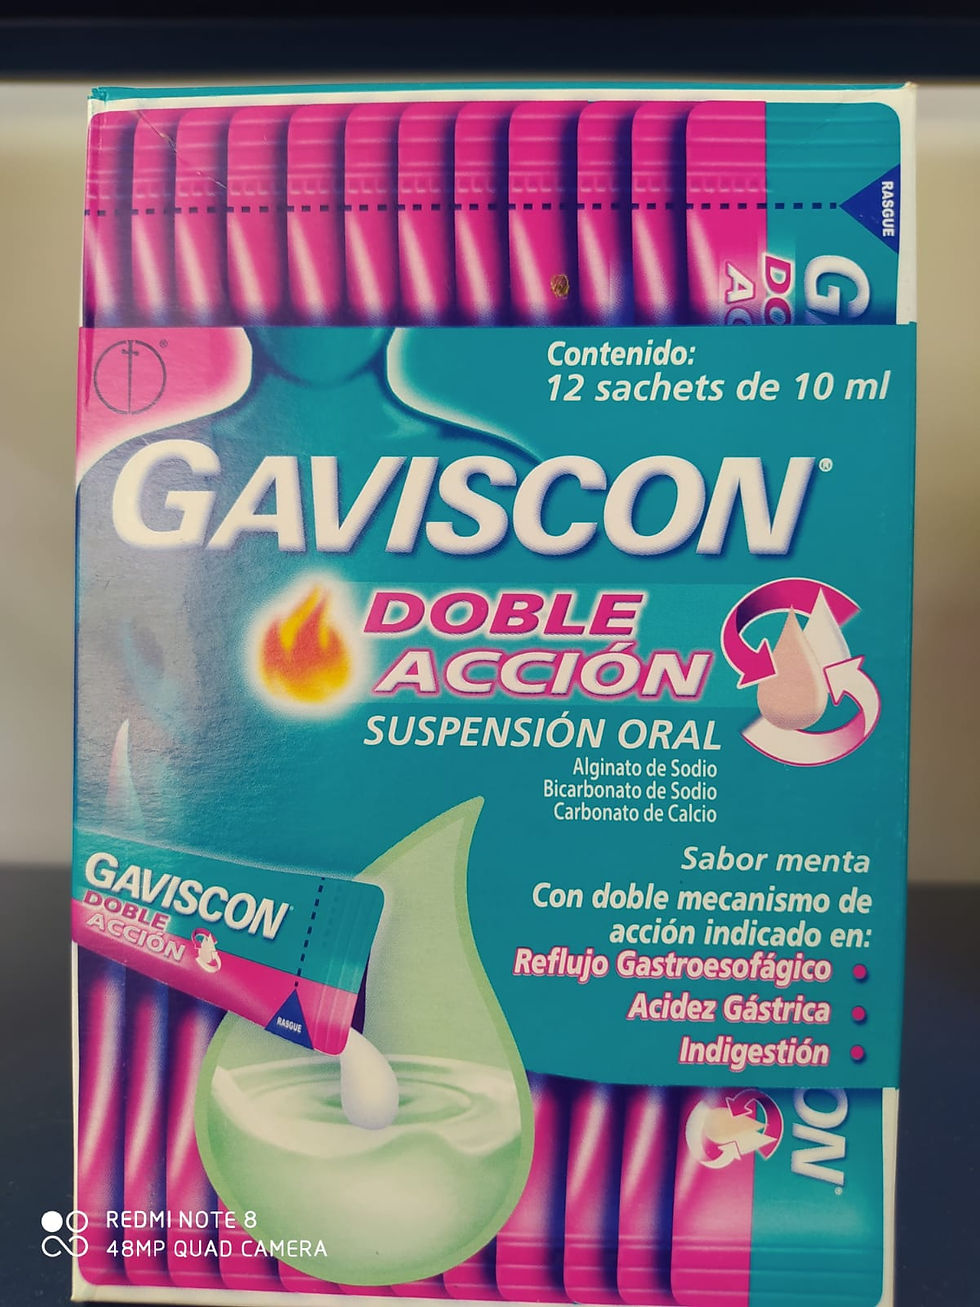 RASGUE
G
DO
A
Contenido:
12 sachets de 10 ml
GAVISCON®
DOBLE
ACCIÓN
SUSPENSIÓN ORAL
Alginato de Sodio
Bicarbonato de Sodio
Carbonato de Calcio
Sabor menta
Con doble mecanismo de
acción indicado en:
Reflujo Gastroesofágico •
Acidez Gástrica •
Indigestión •
GAVISCON
DOBLE
ACCIÓN
RASGUE
ON
REDMI NOTE 8
48MP QUAD CAMERA